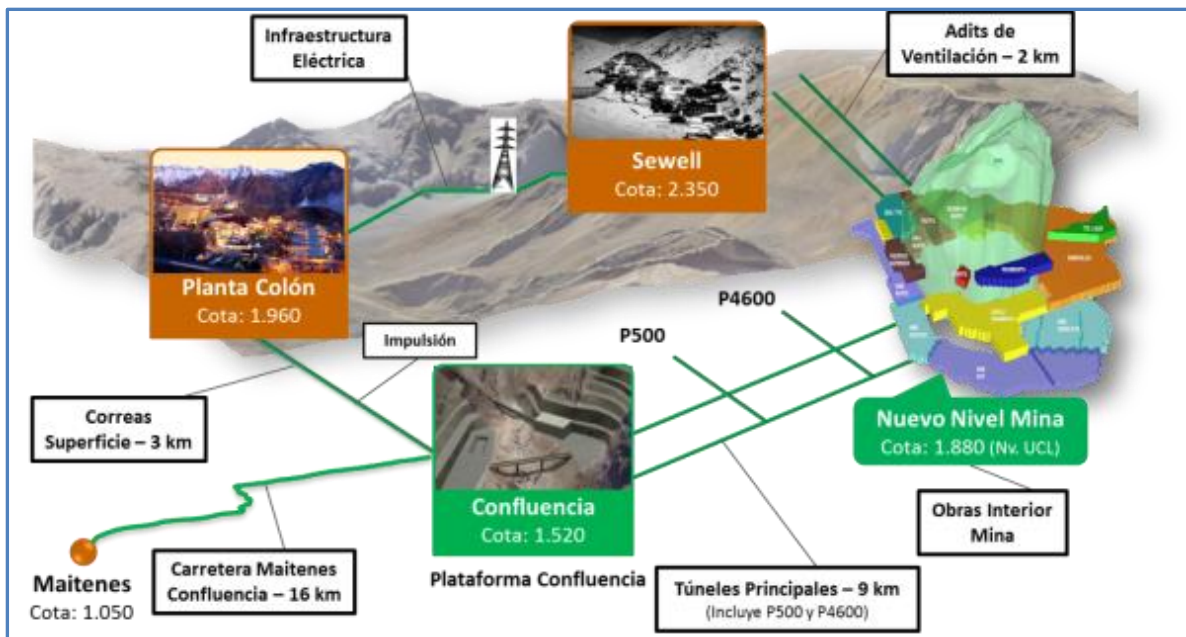 Infraestructura
Eléctrica
Adits de
Ventilación – 2 km
Sewell
Cota: 2.350
Planta Colón
Cota: 1.960
P4600
P500
Impulsión
Correas
Superficie – 3 km
Nuevo Nivel Mina
Cota: 1.880 (Nv. UCL)
Confluencia
Cota: 1.520
Obras Interior
Mina
Maitenes
Cota: 1.050
Carretera Maitenes
Confluencia – 16 km
Plataforma Confluencia
Túneles Principales – 9 km
(Incluye P500 y P4600)